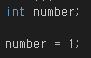 int number;
number = 1;